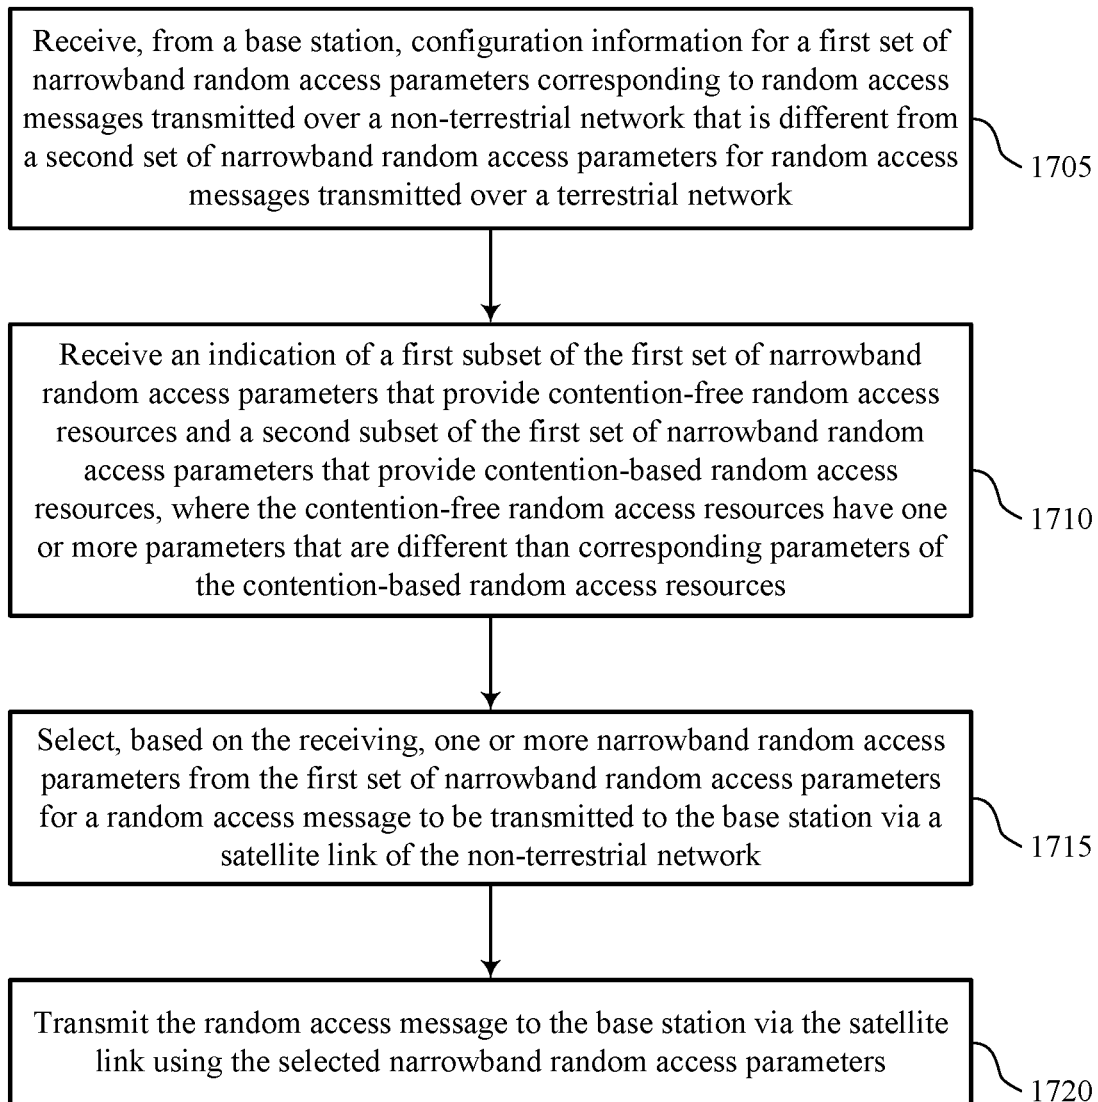 Receive, from a base station, configuration information for a first set of
narrowband random access parameters corresponding to random access
messages transmitted over a non-terrestrial network that is different from
a second set of narrowband random access parameters for random access
messages transmitted over a terrestrial network
1705
Receive an indication of a first subset of the first set of narrowband
random access parameters that provide contention-free random access
resources and a second subset of the first set of narrowband random
access parameters that provide contention-based random access
resources, where the contention-free random access resources have one
or more parameters that are different than corresponding parameters of
the contention-based random access resources
1710
Select, based on the receiving, one or more narrowband random access
parameters from the first set of narrowband random access parameters
for a random access message to be transmitted to the base station via a
satellite link of the non-terrestrial network
1715
Transmit the random access message to the base station via the satellite
link using the selected narrowband random access parameters
1720